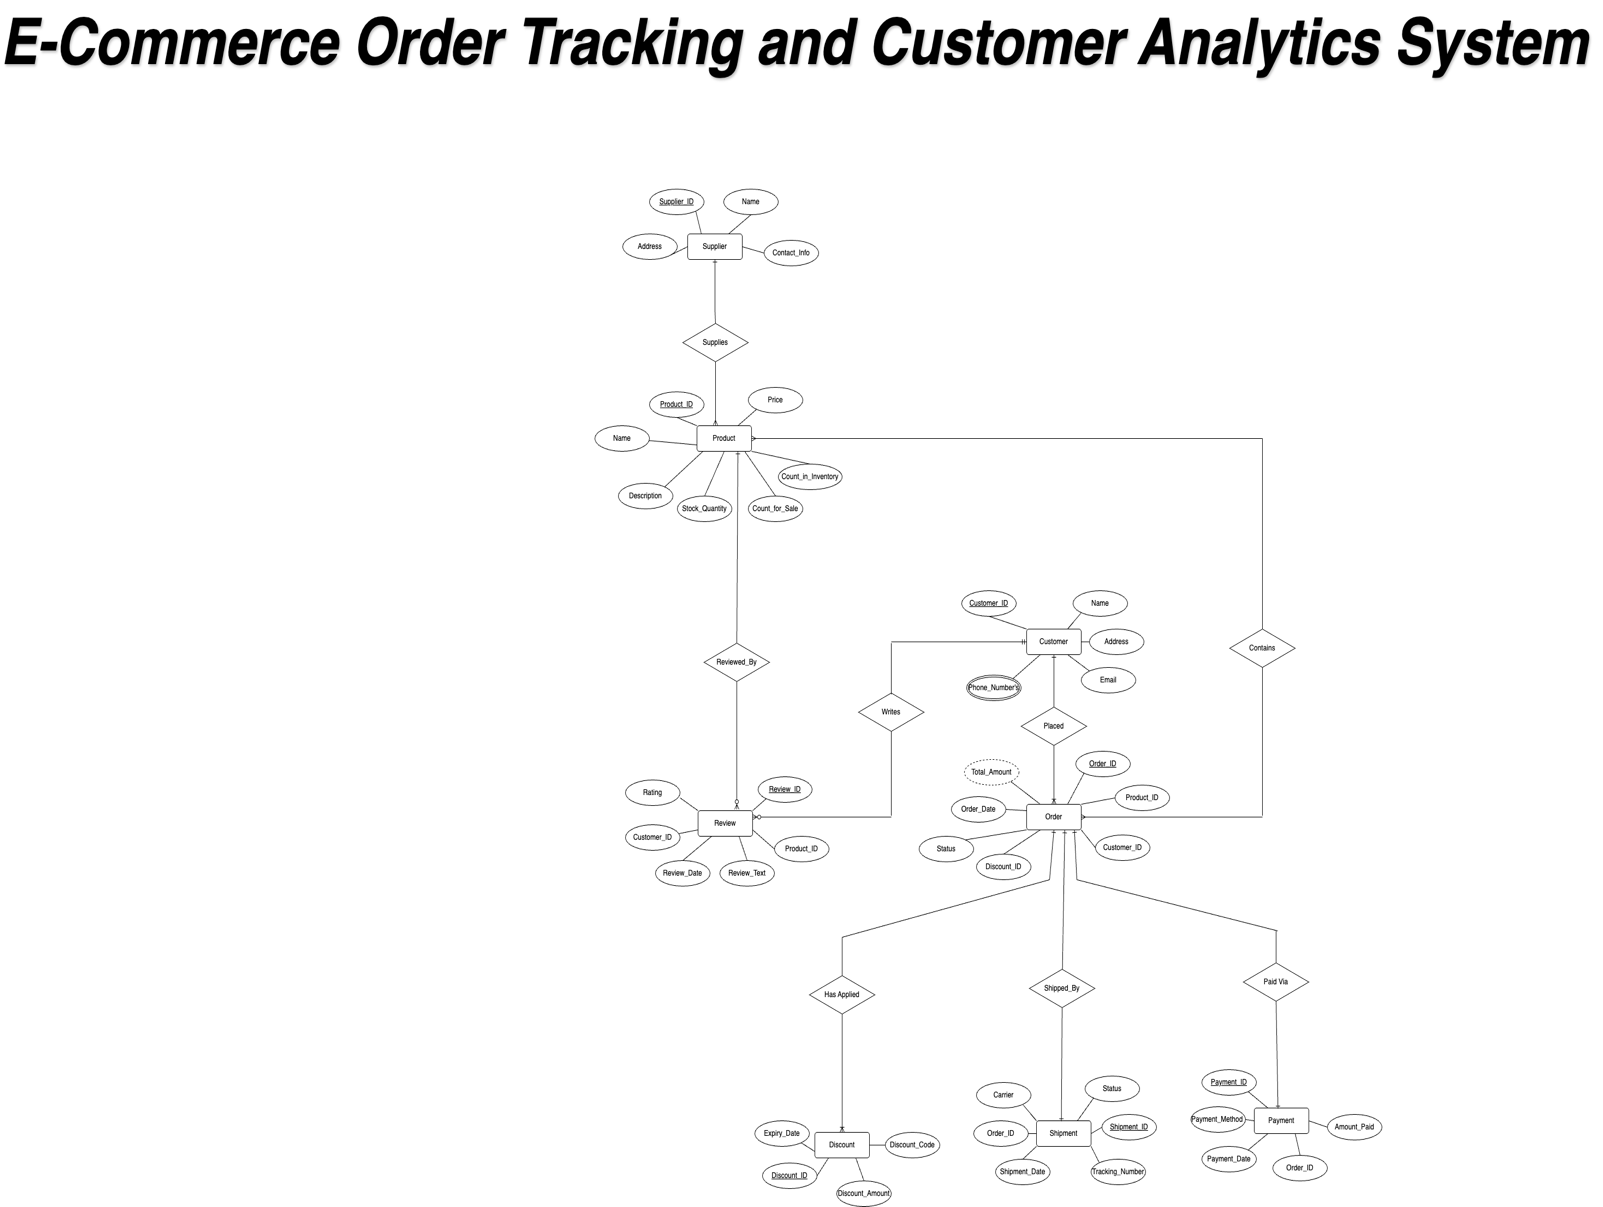 E-Commerce Order Tracking and Customer Analytics System
Supplier_ID
Name
Address
Supplier
Contact_Info
Supplies
Product_ID
Price
Name
Product
Count_in_Inventory
Description
Stock_Quantity
Count_for_Sale
Customer_ID
Name
Customer
Address
Contains
Reviewed_By
Phone_Number's
Email
Writes
Placed
Total_Amount
Order_ID
Rating
Review_ID
Order_Date
Product_ID
Review
Order
Customer_ID
Product_ID
Status
Customer_ID
Review_Date
Review_Text
Discount_ID
Has Applied
Shipped_By
Paid Via
Carrier
Status
Payment_ID
Expiry_Date
Discount
Discount_Code
Order_ID
Shipment
Shipment_ID
Payment_Method
Payment
Amount_Paid
Discount_ID
Discount_Amount
Shipment_Date
Tracking_Number
Payment_Date
Order_ID